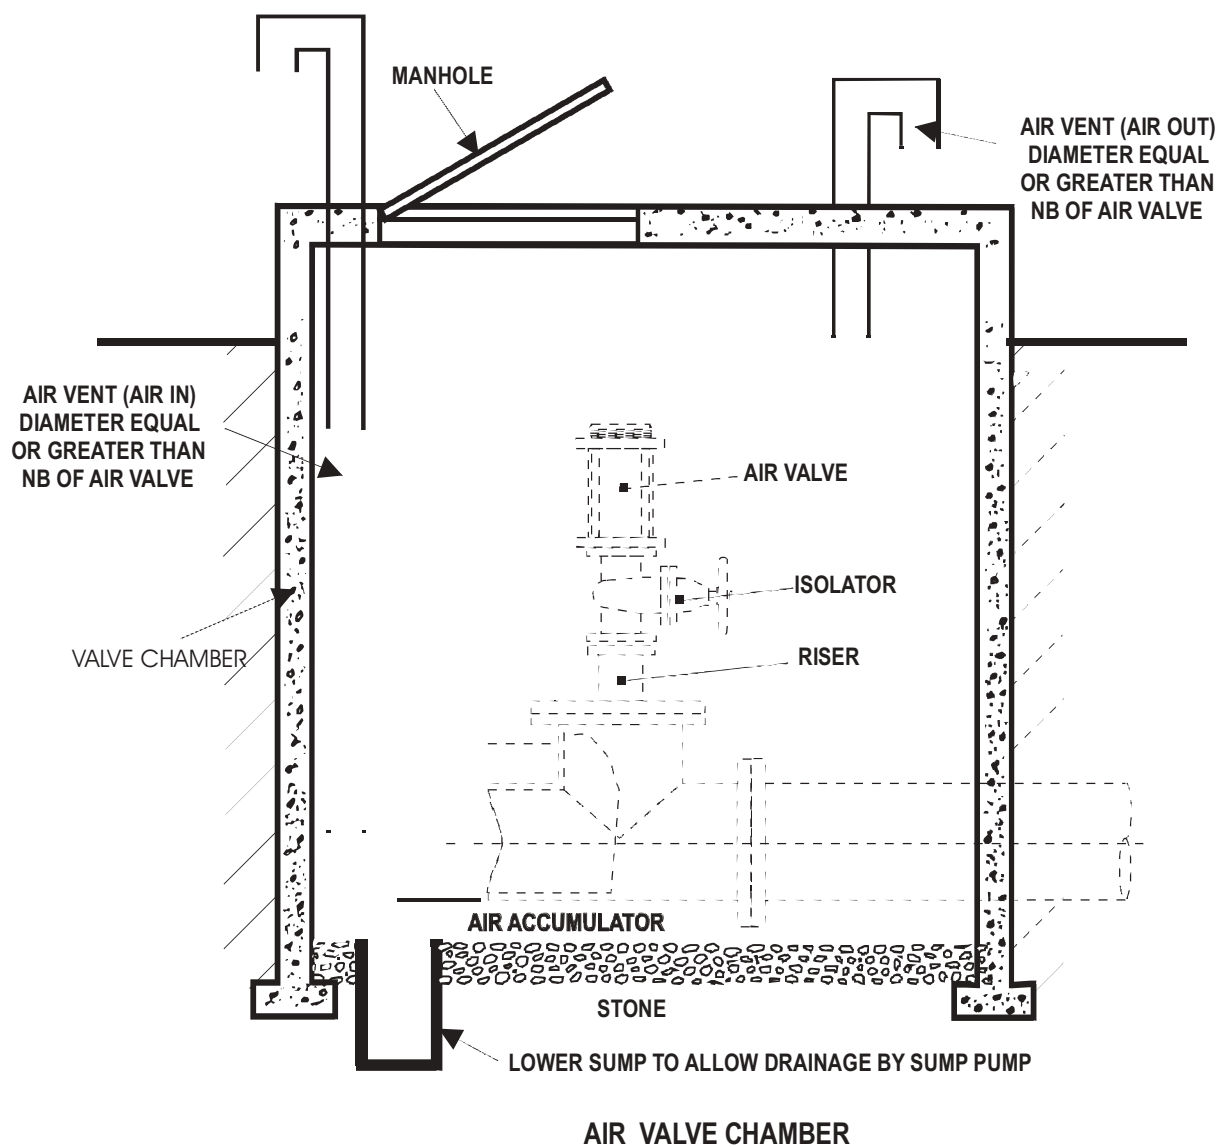 MANHOLE
AIR VENT (AIR OUT)
DIAMETER EQUAL
OR GREATER THAN
NB OF AIR VALVE
AIR VENT (AIR IN)
DIAMETER EQUAL
OR GREATER THAN
NB OF AIR VALVE
AIR VALVE
ISOLATOR
VALVE CHAMBER
RISER
AIR ACCUMULATOR
STONE
LOWER SUMP TO ALLOW DRAINAGE BY SUMP PUMP
AIR VALVE CHAMBER